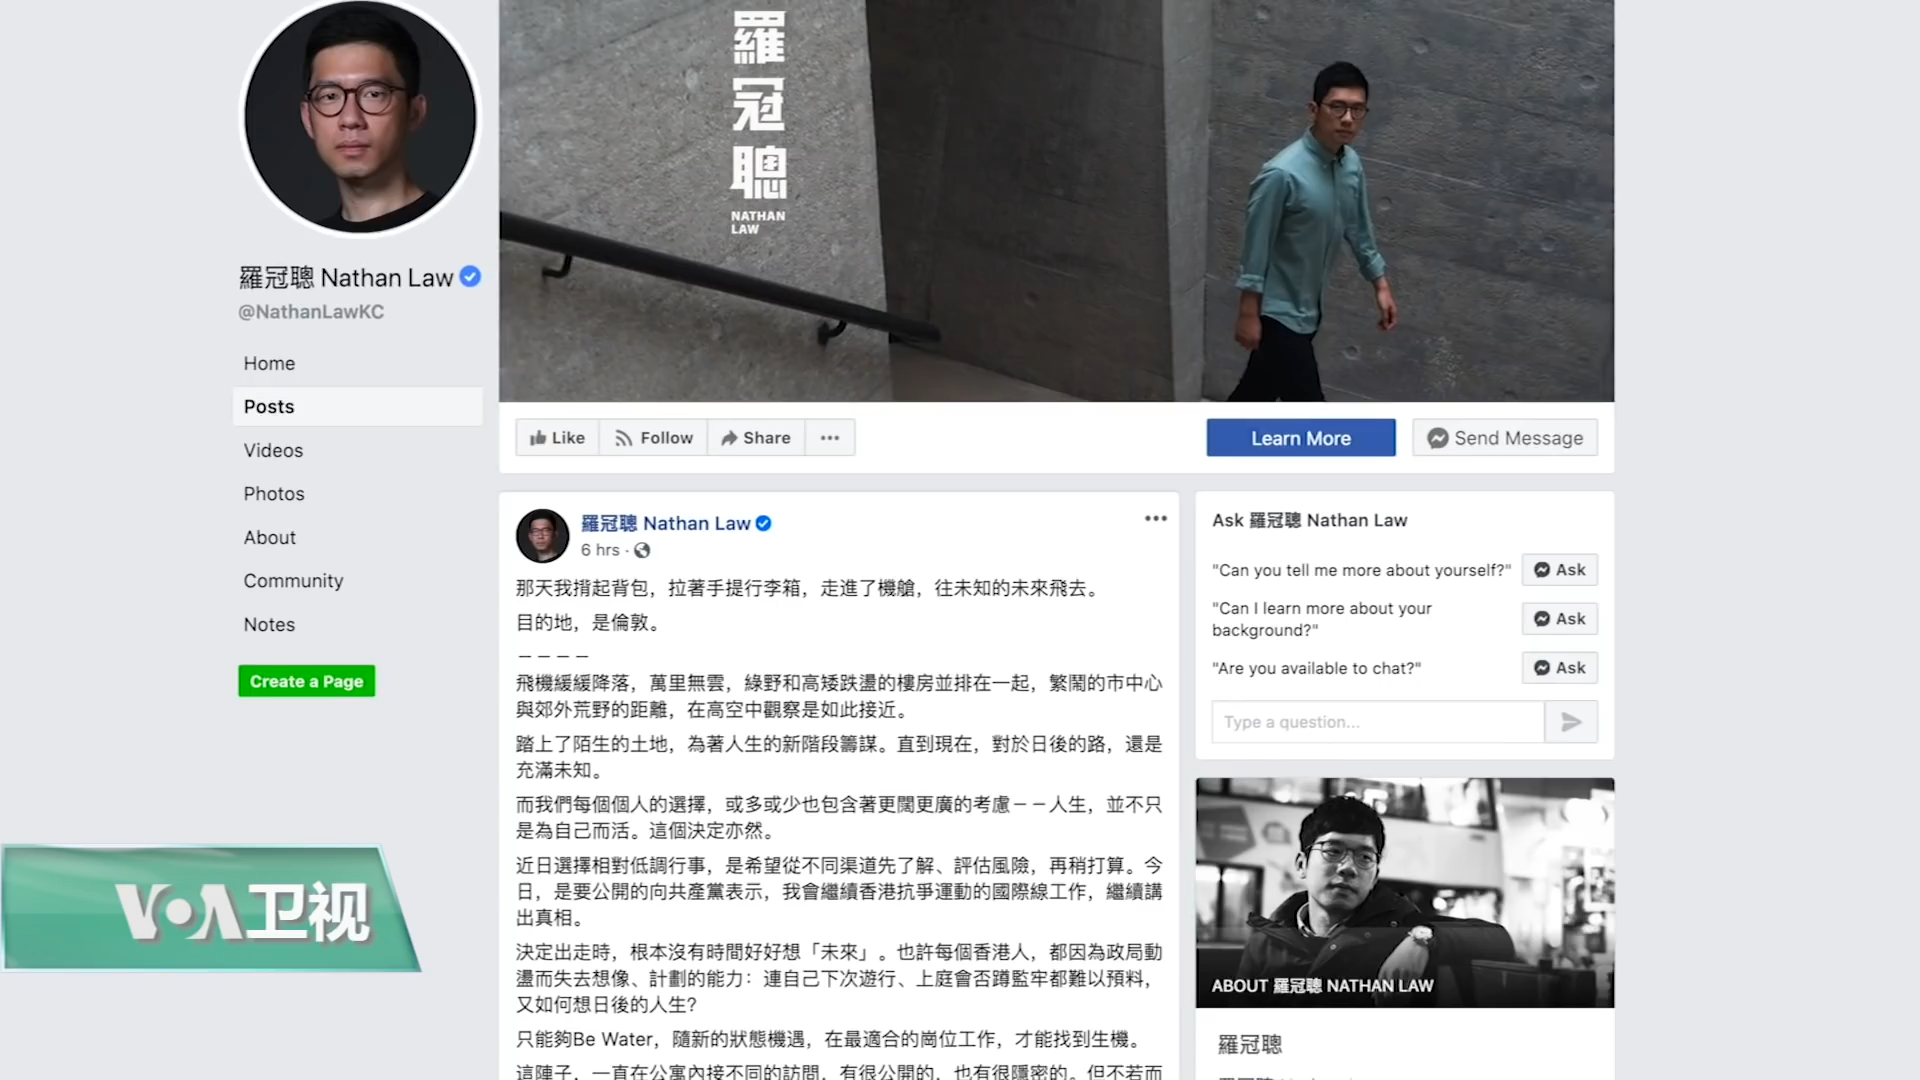 羅
冠
聰
NATHAN
LAW
羅冠聰 Nathan Law
@NathanLawKC
Home
Posts
Videos
Photos
About
Community
Notes
Create a Page
Like
Follow
Share
Learn More
Send Message
羅冠聰 Nathan Law
6 hrs ·
那天我揹起背包，拉著手提行李箱，走進了機艙，往未知的未來飛去。
目的地，是倫敦。
－－－－
飛機緩緩降落，萬里無雲，綠野和高矮跌盪的樓房並排在一起，繁鬧的市中心
與郊外荒野的距離，在高空中觀察是如此接近。
踏上了陌生的土地，為著人生的新階段籌謀。直到現在，對於日後的路，還是
充滿未知。
而我們每個個人的選擇，或多或少也包含著更闊更廣的考慮－－人生，並不只
是為自己而活。這個決定亦然。
近日選擇相對低調行事，是希望從不同渠道先了解、評估風險，再稍打算。今
日，是要公開的向共產黨表示，我會繼續香港抗爭運動的國際線工作，繼續講
出真相。
決定出走時，根本沒有時間好好想「未來」。也許每個香港人，都因為政局動
盪而失去想像、計劃的能力：連自己下次遊行、上庭會否蹲監牢都難以預料，
又如何想日後的人生?
只能夠Be Water，隨新的狀態機遇，在最適合的崗位工作，才能找到生機。
這陣子，一直在公寓內接不同的訪問，有很公開的，也有很隱密的。但不若而
Ask 羅冠聰 Nathan Law
"Can you tell me more about yourself?"
Ask
"Can I learn more about your
background?"
Ask
"Are you available to chat?"
Ask
Type a question...
ABOUT 羅冠聰 NATHAN LAW
羅冠聰
VOA卫视